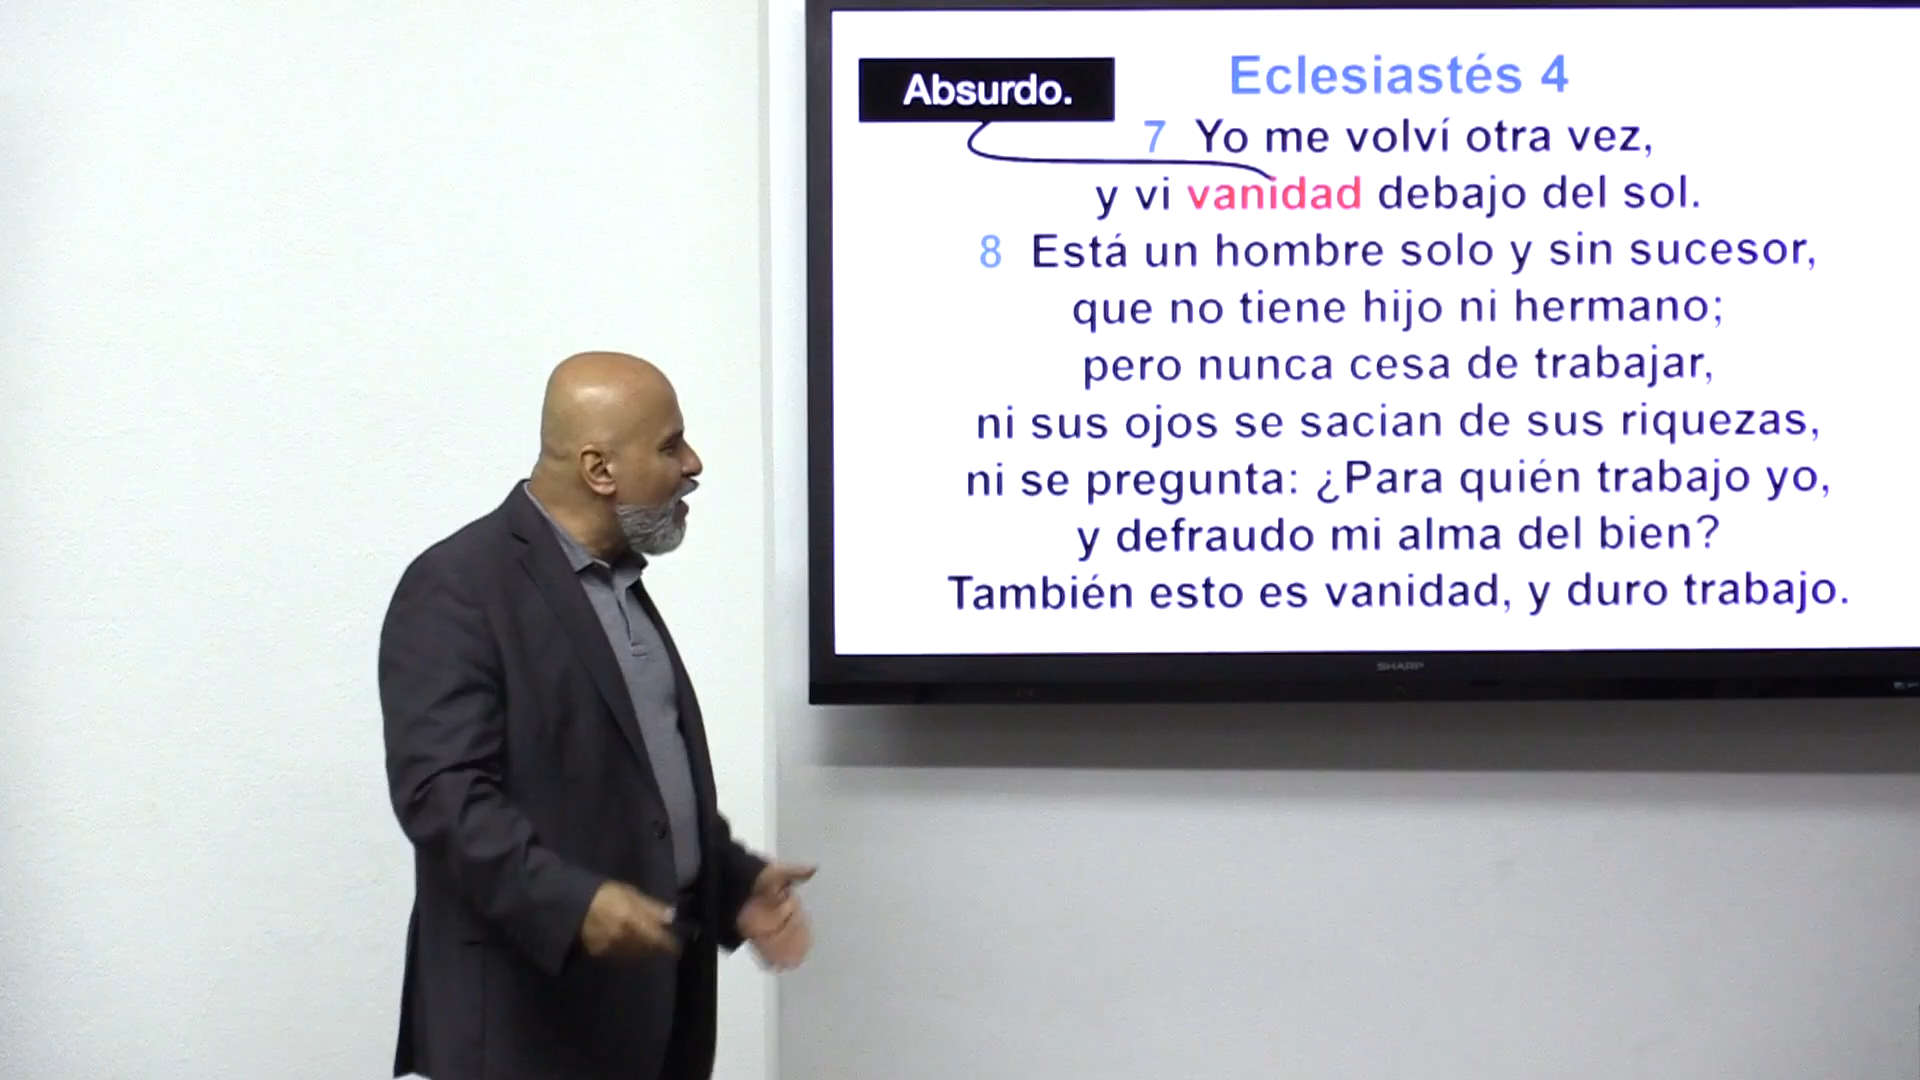 Absurdo.
Eclesiastés 4
7 Yo me volví otra vez,
y vi vanidad debajo del sol.
8 Está un hombre solo y sin sucesor,
que no tiene hijo ni hermano;
pero nunca cesa de trabajar,
ni sus ojos se sacian de sus riquezas,
ni se pregunta: ¿Para quién trabajo yo,
y defraudo mi alma del bien?
También esto es vanidad, y duro trabajo.
SHARP